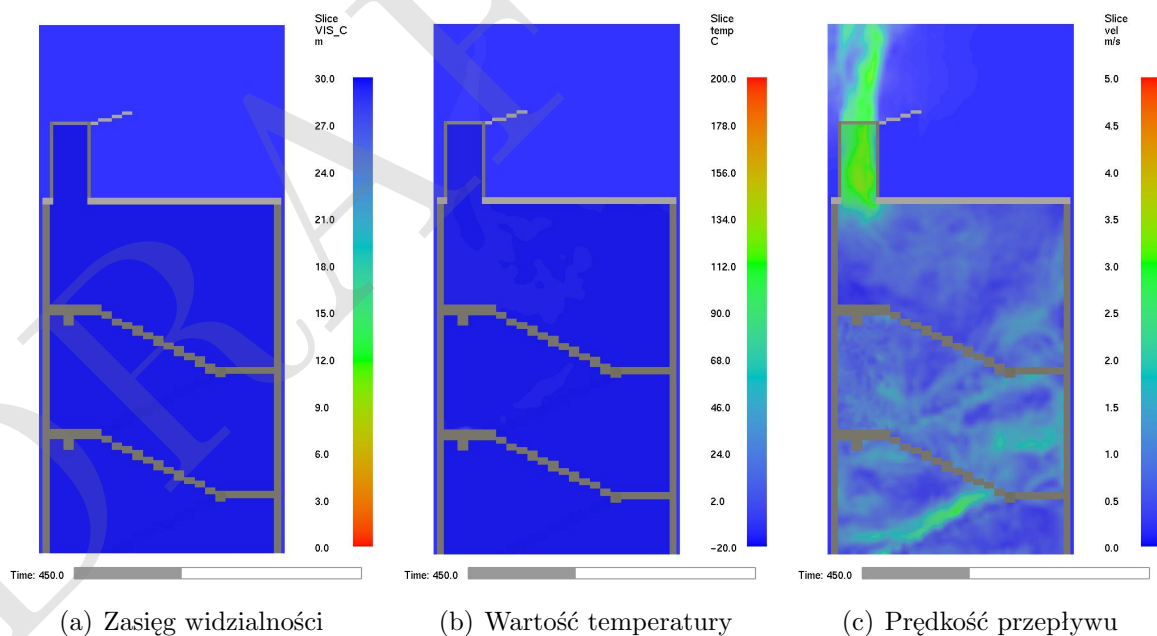 Slice
VIS_C
m
30.0
27.0
24.0
21.0
18.0
15.0
12.0
9.0
6.0
3.0
0.0
Time: 450.0
(a) Zasięg widzialności
Slice
temp
C
200.0
178.0
156.0
134.0
112.0
90.0
68.0
46.0
24.0
2.0
−20.0
Time: 450.0
(b) Wartość temperatury
Slice
vel
m/s
5.0
4.5
4.0
3.5
3.0
2.5
2.0
1.5
1.0
0.5
0.0
Time: 450.0
(c) Prędkość przepływu
DRAF